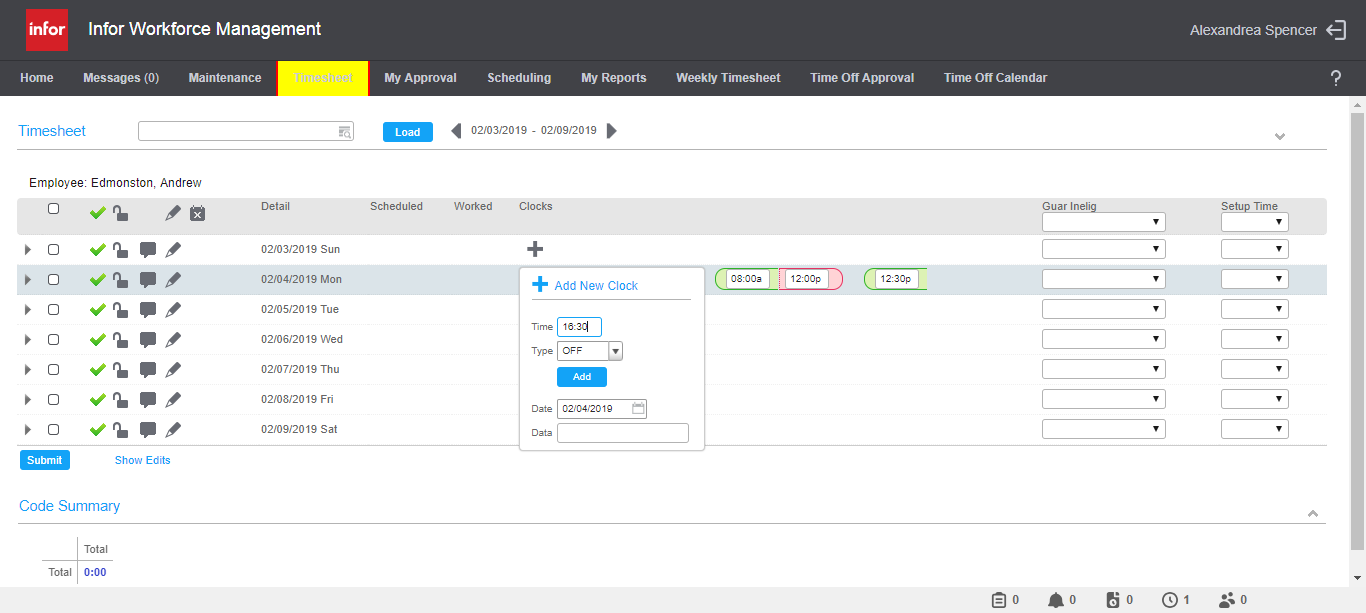 infor Infor Workforce Management Alexandrea Spencer
Home Messages (0) Maintenance Timesheet My Approval Scheduling My Reports Weekly Timesheet Time Off Approval Time Off Calendar ?
Timesheet Load 02/03/2019 - 02/09/2019
Employee: Edmonston, Andrew
Detail Scheduled Worked Clocks Guar Inelig Setup Time
02/03/2019 Sun
02/04/2019 Mon 08:00a 12:00p 12:30p
Add New Clock
02/05/2019 Tue
Time 16:30
02/06/2019 Wed
Type OFF
02/07/2019 Thu
Add
02/08/2019 Fri
Date 02/04/2019
02/09/2019 Sat
Data
Submit Show Edits
Code Summary
Total
Total 0:00
0 0 0 1 0